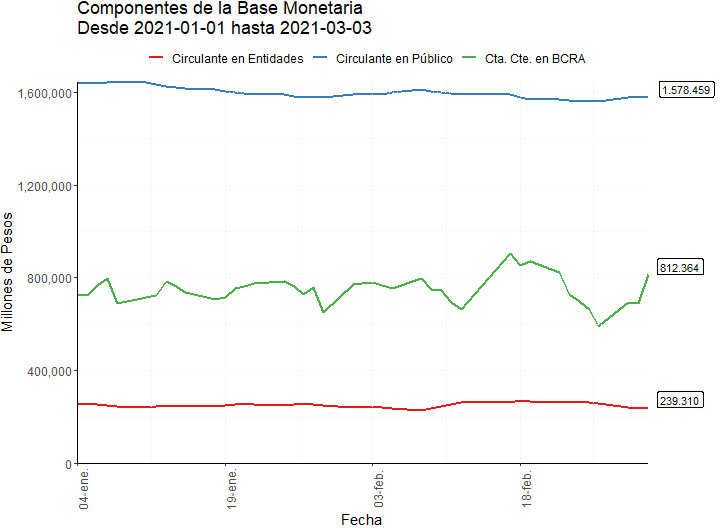 Componentes de la Base Monetaria
Desde 2021-01-01 hasta 2021-03-03
Circulante en Entidades Circulante en Público Cta. Cte. en BCRA
Millones de Pesos
1,600,000
1,200,000
800,000
400,000
0
1.578.459
812.364
239.310
04-ene.
19-ene.
03-feb.
18-feb.
Fecha